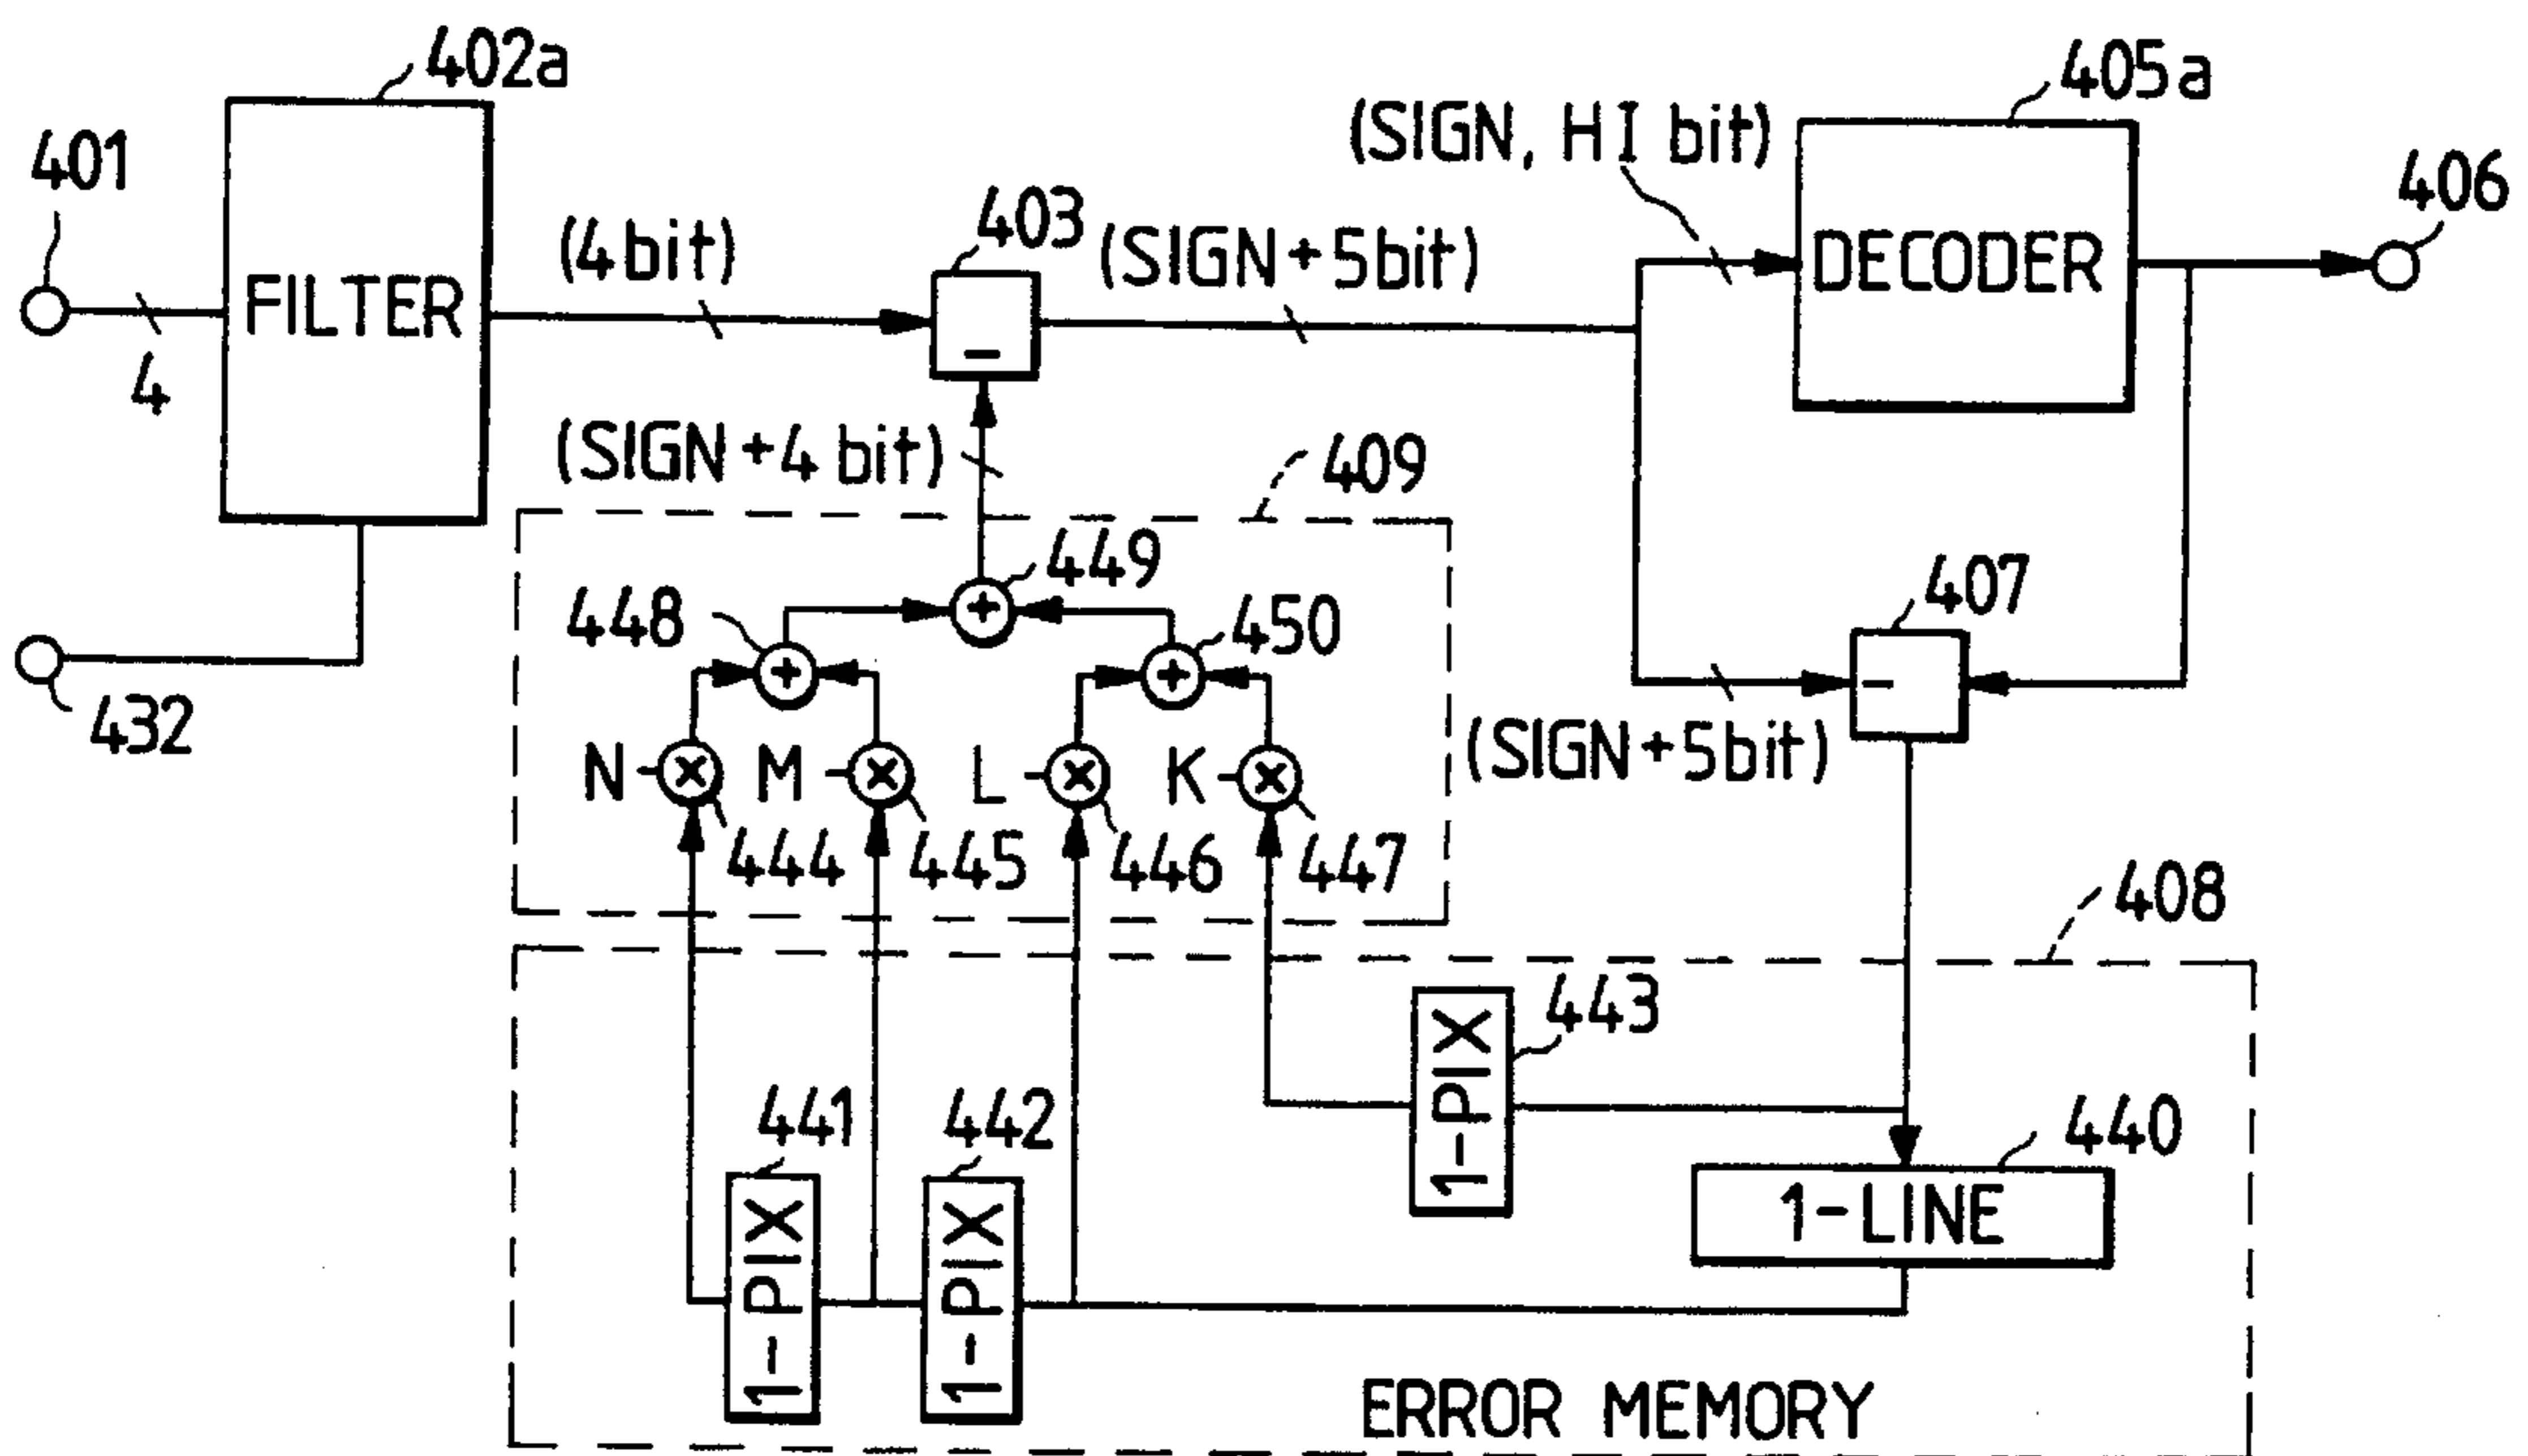 402a
405a
(SIGN, HI bit)
401
406
403
(4bit)
(SIGN+5bit)
FILTER
DECODER
4
(SIGN+4 bit)
409
449
407
448
+
450
+
+
-
-
432
N
×
M
×
L
×
K
×
(SIGN+5bit)
444
445
446
447
408
443
1-PIX
441
442
440
1-LINE
1-PIX
1-PIX
ERROR MEMORY